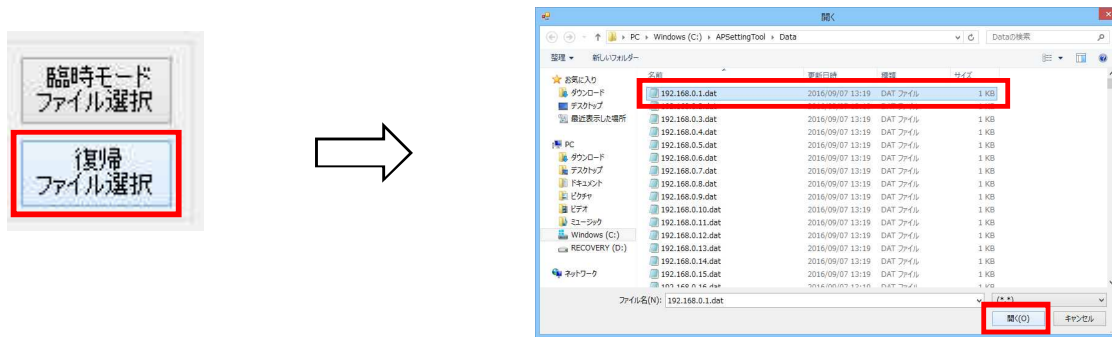 臨時モード
ファイル選択
復帰
ファイル選択
開く
PC ▸ Windows (C:) ▸ APSettingTool ▸ Data
Dataの検索
整理 新しいフォルダー
名前 更新日時 種類 サイズ
お気に入り
ダウンロード
デスクトップ
最近表示した場所
PC
ダウンロード
デスクトップ
ドキュメント
ピクチャ
ビデオ
ミュージック
Windows (C:)
RECOVERY (D:)
ネットワーク
192.168.0.1.dat 2016/09/07 13:19 DAT ファイル 1 KB
192.168.0.3.dat 2016/09/07 13:19 DAT ファイル 1 KB
192.168.0.4.dat 2016/09/07 13:19 DAT ファイル 1 KB
192.168.0.5.dat 2016/09/07 13:19 DAT ファイル 1 KB
192.168.0.6.dat 2016/09/07 13:19 DAT ファイル 1 KB
192.168.0.7.dat 2016/09/07 13:19 DAT ファイル 1 KB
192.168.0.8.dat 2016/09/07 13:19 DAT ファイル 1 KB
192.168.0.9.dat 2016/09/07 13:19 DAT ファイル 1 KB
192.168.0.10.dat 2016/09/07 13:19 DAT ファイル 1 KB
192.168.0.11.dat 2016/09/07 13:19 DAT ファイル 1 KB
192.168.0.12.dat 2016/09/07 13:19 DAT ファイル 1 KB
192.168.0.13.dat 2016/09/07 13:19 DAT ファイル 1 KB
192.168.0.14.dat 2016/09/07 13:19 DAT ファイル 1 KB
192.168.0.15.dat 2016/09/07 13:19 DAT ファイル 1 KB
192.168.0.16.dat 2016/09/07 13:19 DAT ファイル 1 KB
ファイル名(N): 192.168.0.1.dat (*.*)
開く(O) キャンセル